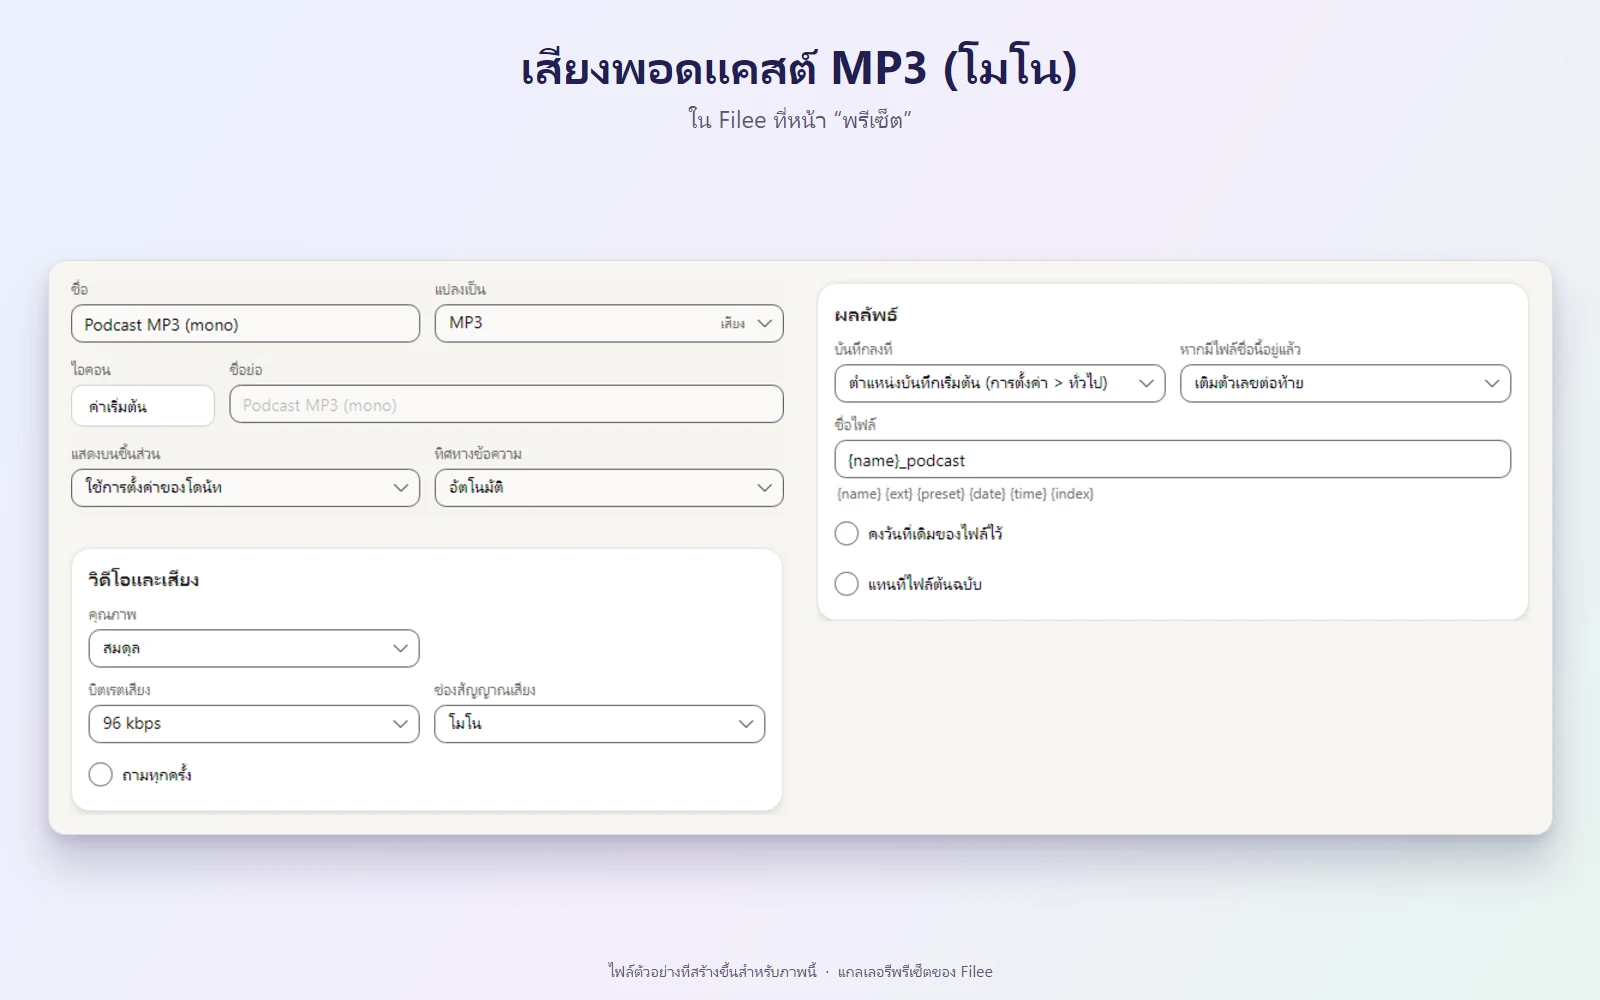 เสียงพอดแคสต์ MP3 (โมโน)
ใน Filee ที่หน้า “พรีเซ็ต”
ชื่อ
แปลงเป็น
Podcast MP3 (mono)
MP3
เสียง
ไอคอน
ชื่อย่อ
ค่าเริ่มต้น
Podcast MP3 (mono)
แสดงบนชิ้นส่วน
ทิศทางข้อความ
ใช้การตั้งค่าของโดนัท
อัตโนมัติ
วิดีโอและเสียง
คุณภาพ
สมดุล
บิตเรตเสียง
ช่องสัญญาณเสียง
96 kbps
โมโน
ถามทุกครั้ง
ผลลัพธ์
บันทึกลงที่
หากมีไฟล์ชื่อนี้อยู่แล้ว
ตำแหน่งบันทึกเริ่มต้น (การตั้งค่า > ทั่วไป)
เติมตัวเลขต่อท้าย
ชื่อไฟล์
{name}_podcast
{name} {ext} {preset} {date} {time} {index}
คงวันที่เดิมของไฟล์ไว้
แทนที่ไฟล์ต้นฉบับ
ไฟล์ตัวอย่างที่สร้างขึ้นสำหรับภาพนี้ · แกลเลอรีพรีเซ็ตของ Filee